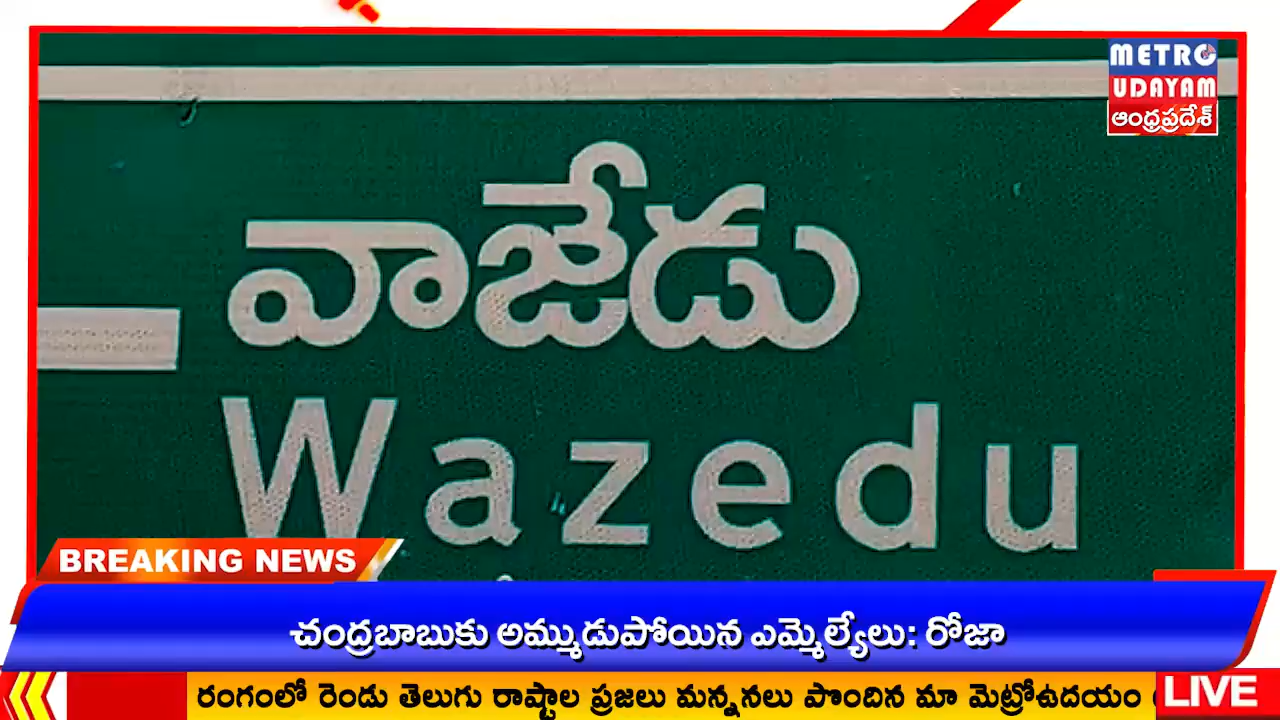 METRO
UDAYAM
ఆంధ్రప్రదేశ్
వాజేడు
Wazedu
BREAKING NEWS
చంద్రబాబుకు అమ్ముడుపోయిన ఎమ్మెల్యేలు: రోజా
రంగంలో రెండు తెలుగు రాష్టాల ప్రజలు మన్ననలు పొందిన మా మెట్రోఉదయం
LIVE